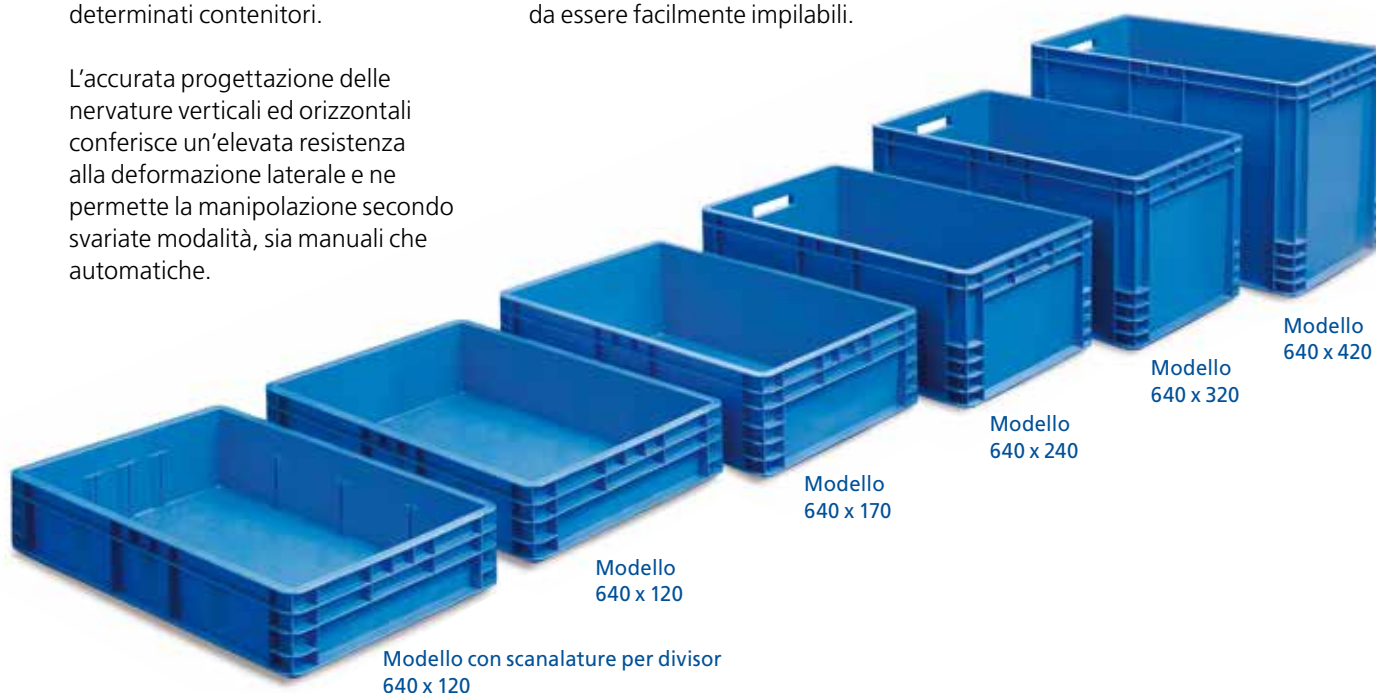 determinati contenitori.
L'accurata progettazione delle
nervature verticali ed orizzontali
conferisce un'elevata resistenza
alla deformazione laterale e ne
permette la manipolazione secondo
svariate modalità, sia manuali che
automatiche.
da essere facilmente impilabili.
Modello
640 x 420
Modello
640 x 320
Modello
640 x 240
Modello
640 x 170
Modello
640 x 120
Modello con scanalature per divisor
640 x 120